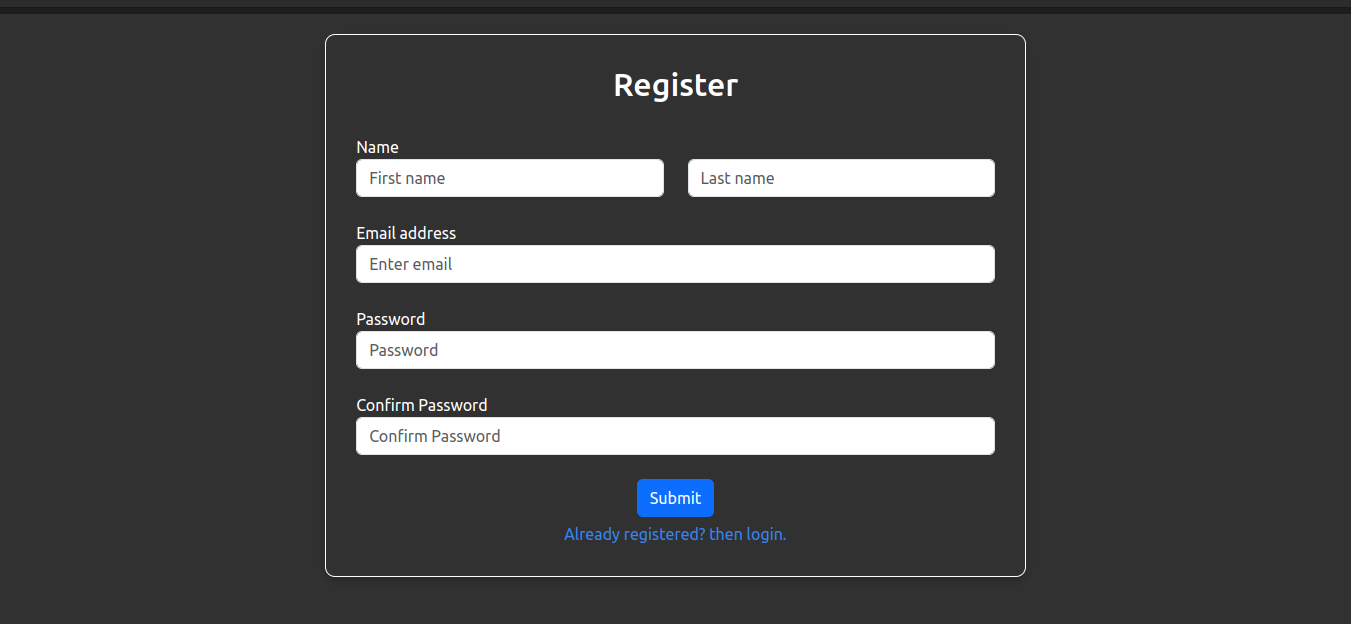 Register
Name
First name Last name
Email address
Enter email
Password
Password
Confirm Password
Confirm Password
Submit
Already registered? then login.